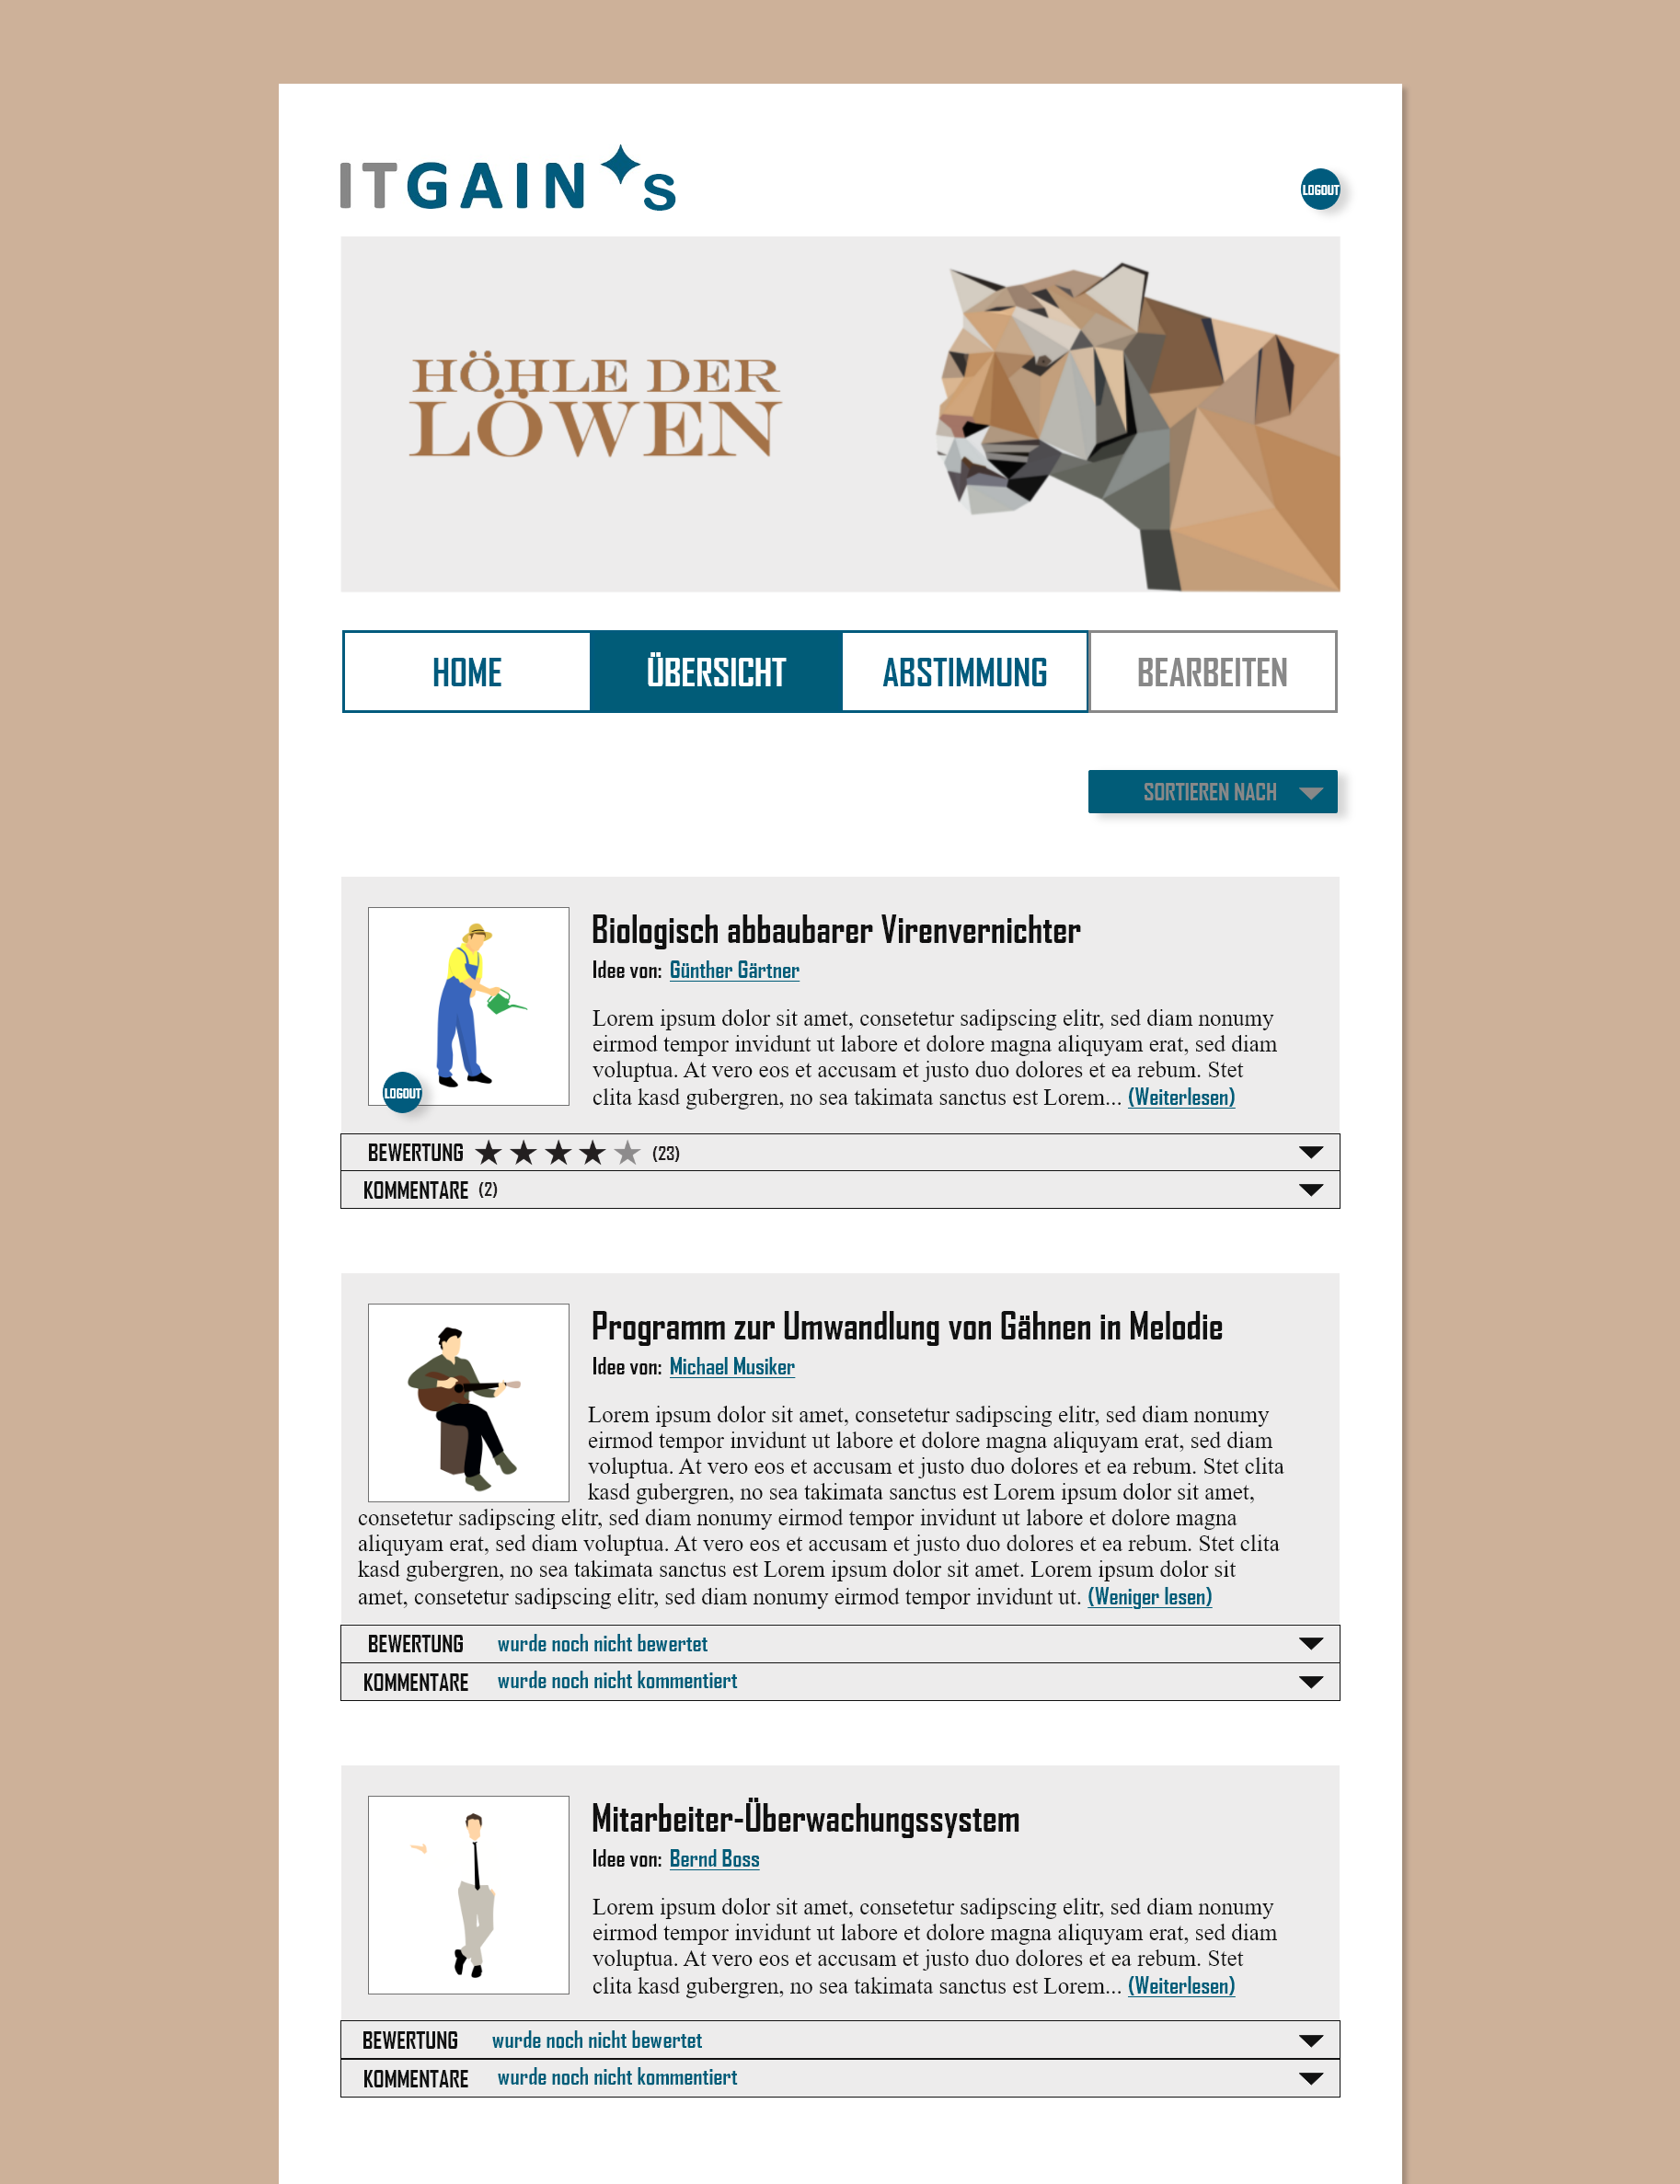 ITGAIN's
LOGOUT
HÖHLE DER
LÖWEN
HOME ÜBERSICHT ABSTIMMUNG BEARBEITEN
SORTIEREN NACH
Biologisch abbaubarer Virenvernichter
Idee von: Günther Gärtner
Lorem ipsum dolor sit amet, consetetur sadipscing elitr, sed diam nonumy
eirmod tempor invidunt ut labore et dolore magna aliquyam erat, sed diam
voluptua. At vero eos et accusam et justo duo dolores et ea rebum. Stet
clita kasd gubergren, no sea takimata sanctus est Lorem... (Weiterlesen)
LOGOUT
BEWERTUNG ★★★★★ (23)
KOMMENTARE (2)
Programm zur Umwandlung von Gähnen in Melodie
Idee von: Michael Musiker
Lorem ipsum dolor sit amet, consetetur sadipscing elitr, sed diam nonumy
eirmod tempor invidunt ut labore et dolore magna aliquyam erat, sed diam
voluptua. At vero eos et accusam et justo duo dolores et ea rebum. Stet clita
kasd gubergren, no sea takimata sanctus est Lorem ipsum dolor sit amet,
consetetur sadipscing elitr, sed diam nonumy eirmod tempor invidunt ut labore et dolore magna
aliquyam erat, sed diam voluptua. At vero eos et accusam et justo duo dolores et ea rebum. Stet clita
kasd gubergren, no sea takimata sanctus est Lorem ipsum dolor sit amet. Lorem ipsum dolor sit
amet, consetetur sadipscing elitr, sed diam nonumy eirmod tempor invidunt ut. (Weniger lesen)
BEWERTUNG wurde noch nicht bewertet
KOMMENTARE wurde noch nicht kommentiert
Mitarbeiter-Überwachungssystem
Idee von: Bernd Boss
Lorem ipsum dolor sit amet, consetetur sadipscing elitr, sed diam nonumy
eirmod tempor invidunt ut labore et dolore magna aliquyam erat, sed diam
voluptua. At vero eos et accusam et justo duo dolores et ea rebum. Stet
clita kasd gubergren, no sea takimata sanctus est Lorem... (Weiterlesen)
BEWERTUNG wurde noch nicht bewertet
KOMMENTARE wurde noch nicht kommentiert